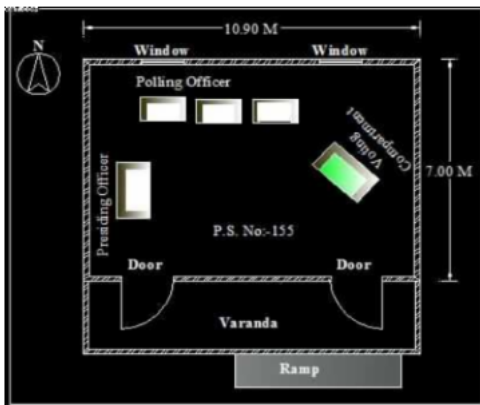 10.90 M
N
Window
Window
Polling Officer
Voting
Compartment
7.00 M
Presiding Officer
P.S. No:-155
Door
Door
Varanda
Ramp